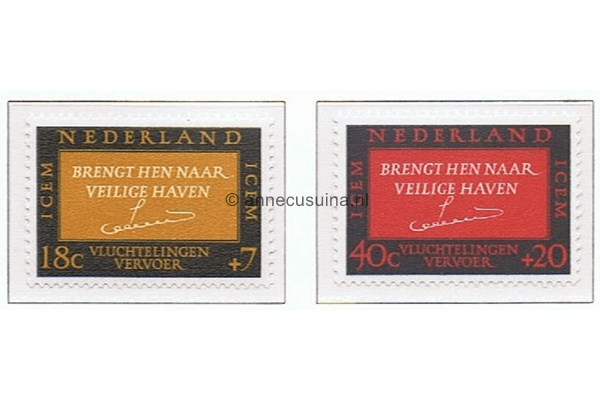 NEDERLAND
ICEM
BRENGT HEN NAAR
VEILIGE HAVEN
ICEM
VLUCHTELINGEN
VERVOER
18c
+7
NEDERLAND
ICEM
BRENGT HEN NAAR
VEILIGE HAVEN
ICEM
VLUCHTELINGEN
VERVOER
40c
+20
© annecusuina.nl